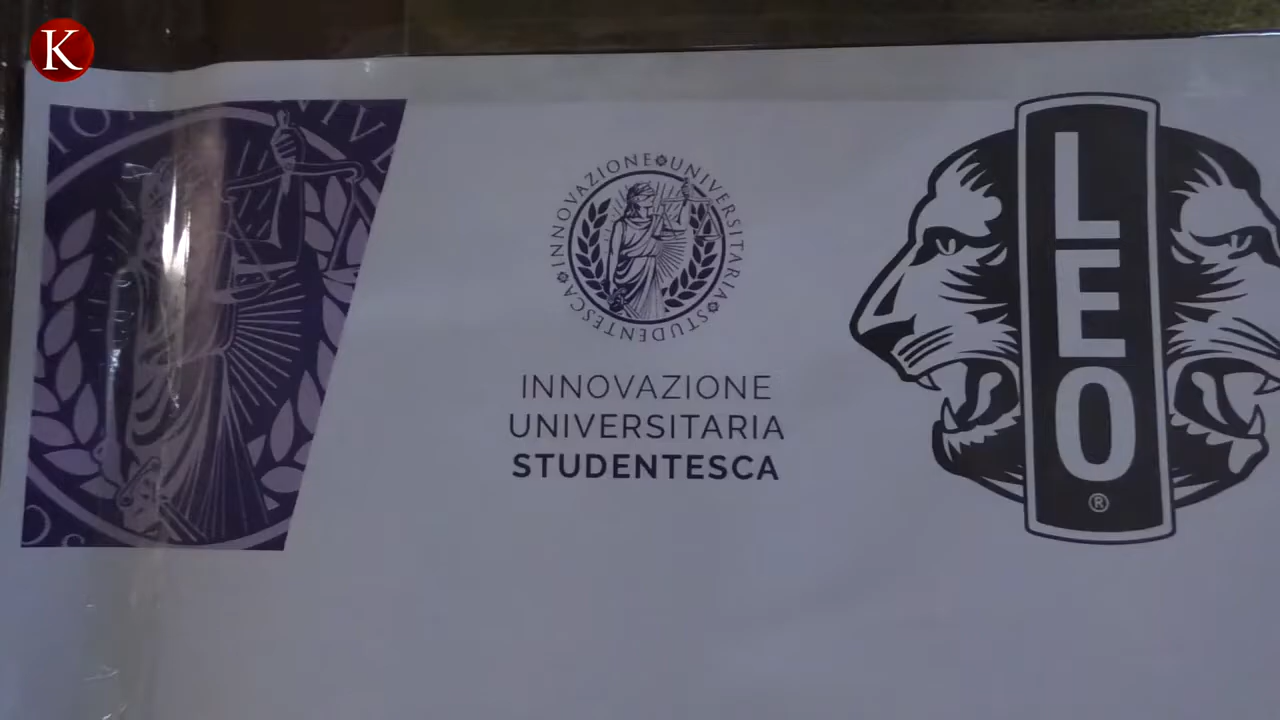 K
INNOVAZIONE UNIVERSITARIA STUDENTESCA
INNOVAZIONE
UNIVERSITARIA
STUDENTESCA
LEO
®